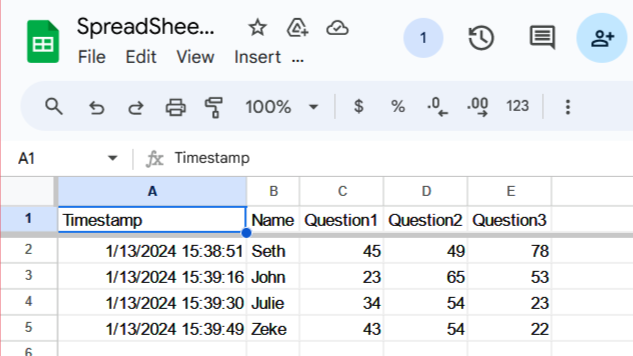 SpreadShee...
File Edit View Insert ...
1
100% $ % .0 .00 123
A1 fx Timestamp
A B C D E
1 Timestamp Name Question1 Question2 Question3
2 1/13/2024 15:38:51 Seth 45 49 78
3 1/13/2024 15:39:16 John 23 65 53
4 1/13/2024 15:39:30 Julie 34 54 23
5 1/13/2024 15:39:49 Zeke 43 54 22
6